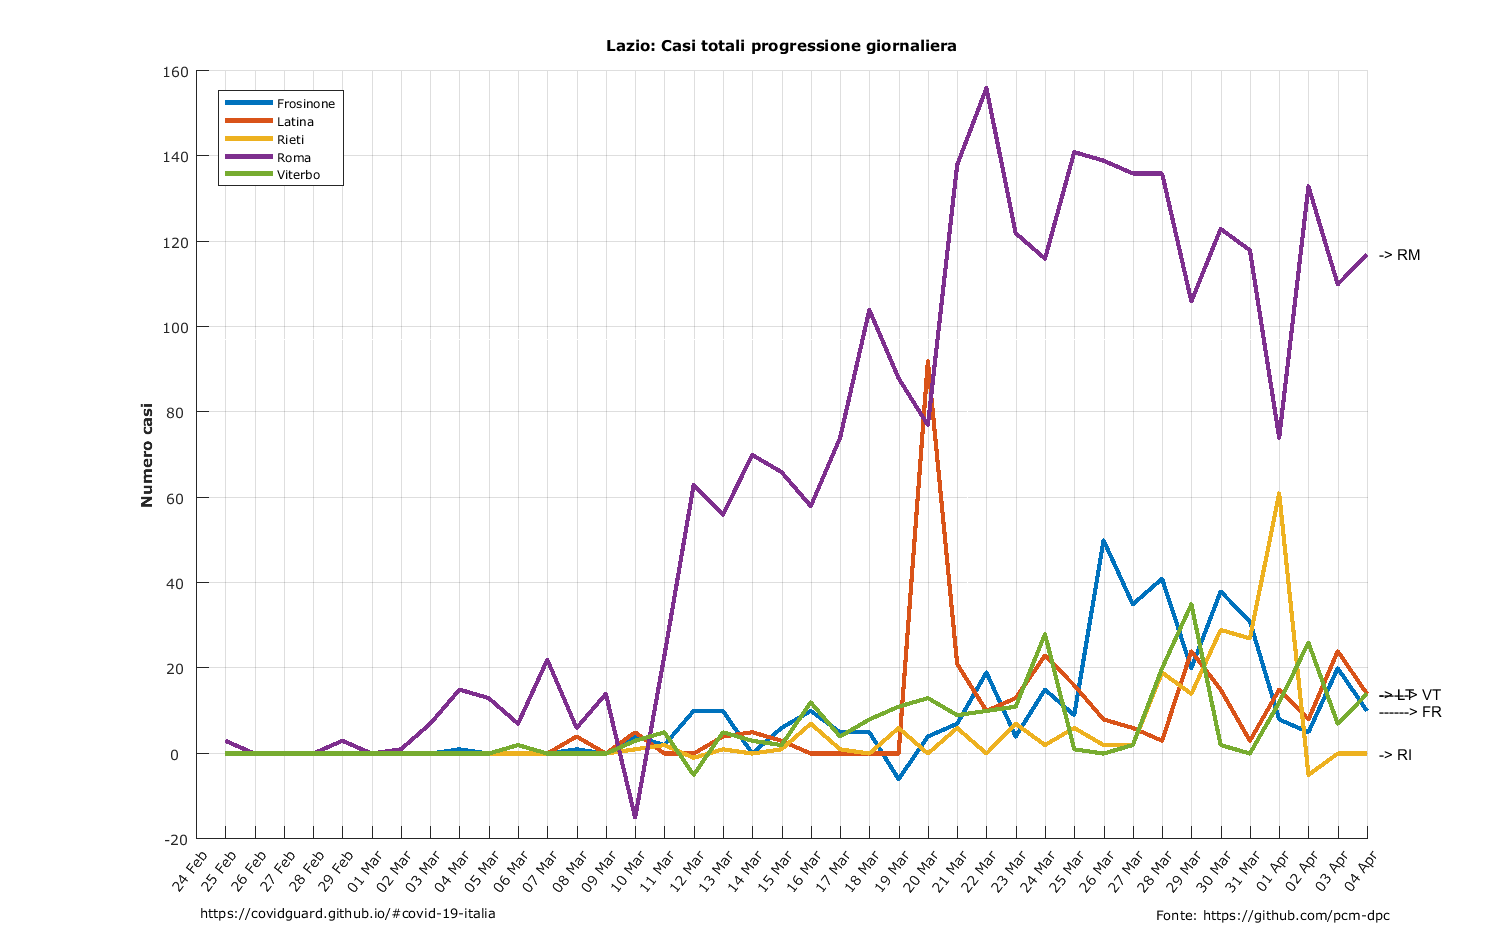 Lazio: Casi totali progressione giornaliera
160
140
120
100
80
60
40
20
0
-20
Numero casi
Frosinone
Latina
Rieti
Roma
Viterbo
-> RM
-> LT
----> VT
------> FR
-> RI
24 Feb
25 Feb
26 Feb
27 Feb
28 Feb
29 Feb
01 Mar
02 Mar
03 Mar
04 Mar
05 Mar
06 Mar
07 Mar
08 Mar
09 Mar
10 Mar
11 Mar
12 Mar
13 Mar
14 Mar
15 Mar
16 Mar
17 Mar
18 Mar
19 Mar
20 Mar
21 Mar
22 Mar
23 Mar
24 Mar
25 Mar
26 Mar
27 Mar
28 Mar
29 Mar
30 Mar
31 Mar
01 Apr
02 Apr
03 Apr
04 Apr
https://covidguard.github.io/#covid-19-italia
Fonte: https://github.com/pcm-dpc